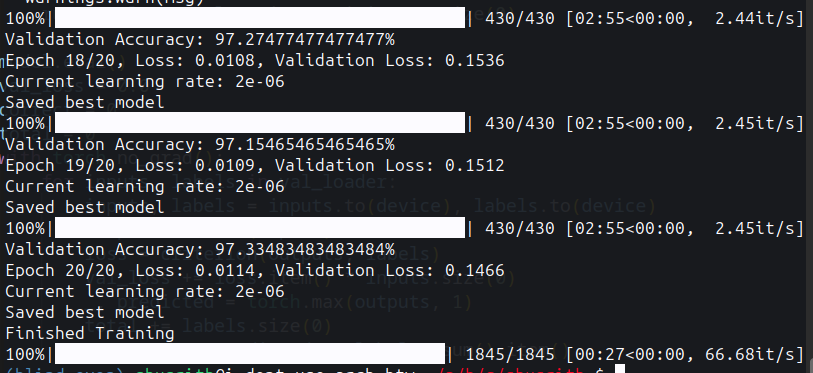 warnings.warn(msg)
100%| | 430/430 [02:55<00:00, 2.44it/s]
Validation Accuracy: 97.27477477477477%
Epoch 18/20, Loss: 0.0108, Validation Loss: 0.1536
Current learning rate: 2e-06
Saved best model
100%| | 430/430 [02:55<00:00, 2.45it/s]
Validation Accuracy: 97.15465465465465%
Epoch 19/20, Loss: 0.0109, Validation Loss: 0.1512
Current learning rate: 2e-06
Saved best model
100%| | 430/430 [02:55<00:00, 2.45it/s]
Validation Accuracy: 97.33483483483484%
Epoch 20/20, Loss: 0.0114, Validation Loss: 0.1466
Current learning rate: 2e-06
Saved best model
Finished Training
100%| | 1845/1845 [00:27<00:00, 66.68it/s]